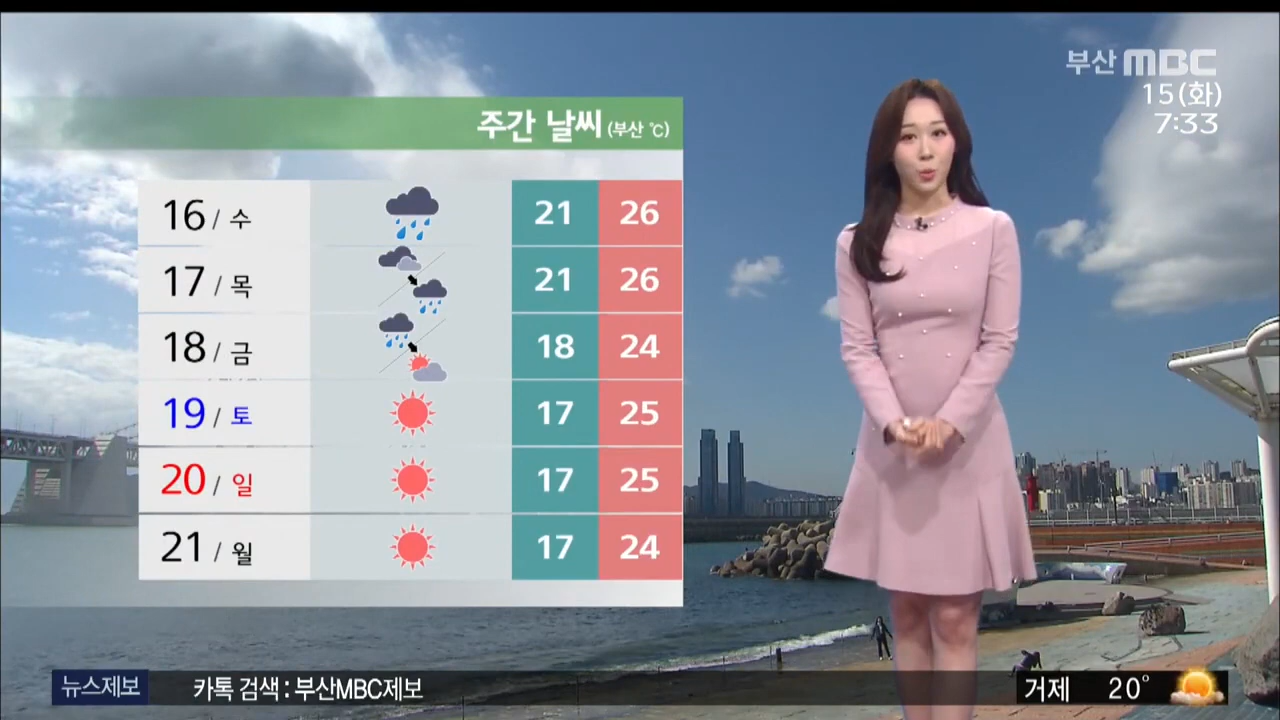 부산 MBC
15(화)
7:33
주간 날씨 (부산 ℃)
16 / 수 21 26
17 / 목 21 26
18 / 금 18 24
19 / 토 17 25
20 / 일 17 25
21 / 월 17 24
뉴스제보 카톡 검색 : 부산MBC제보
거제 20°